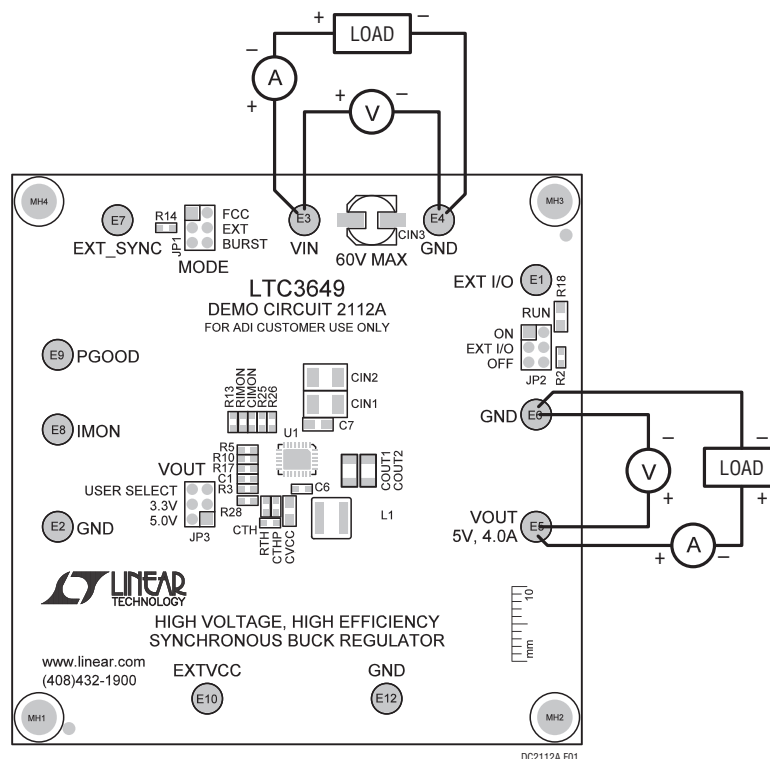 + LOAD −
−
A
+
+ V −
MH4
MH3
E7
EXT_SYNC
R14
JP1
FCC
EXT
BURST
MODE
E3
VIN
CIN3
60V MAX
E4
GND
LTC3649
DEMO CIRCUIT 2112A
FOR ADI CUSTOMER USE ONLY
EXT I/O
E1
R18
RUN
ON
EXT I/O
OFF
JP2
R2
E9 PGOOD
E8 IMON
CIN2
CIN1
C7
R13
RIMON
CIMON
R25
R26
U1
R5
R10
R17
C1
R3
R28
C6
COUT1
COUT2
L1
VOUT
USER SELECT
3.3V
5.0V
JP3
CTH
RTH
CTHP
CVCC
E2 GND
GND E6
−
V
+
−
LOAD
+
VOUT E5
5V, 4.0A
+ A −
LINEAR
TECHNOLOGY
HIGH VOLTAGE, HIGH EFFICIENCY
SYNCHRONOUS BUCK REGULATOR
10
mm
www.linear.com
(408)432-1900
EXTVCC
E10
GND
E12
MH1
MH2
DC2112A F01